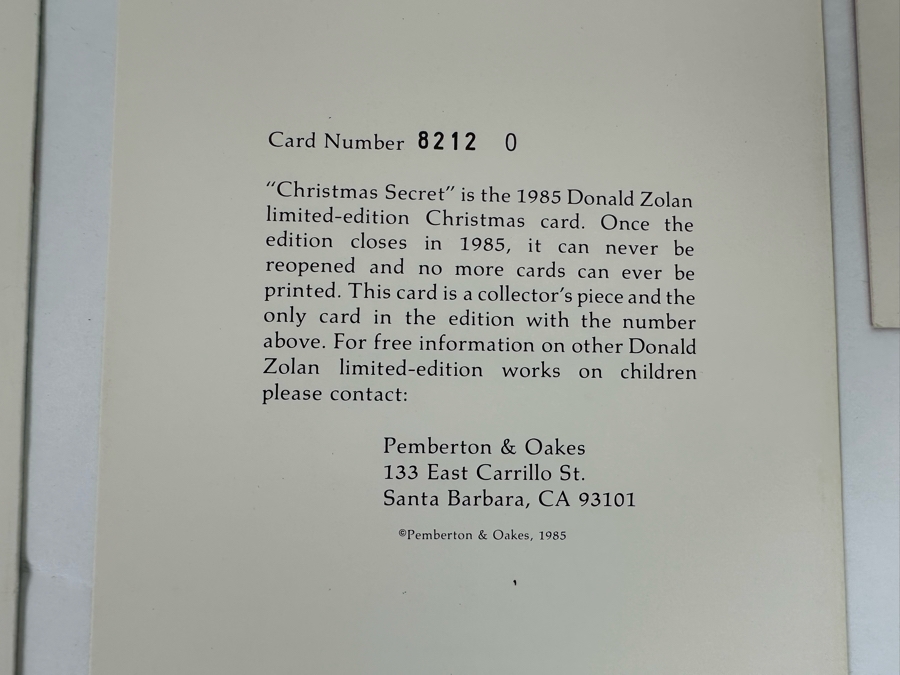 Card Number 8212 0
"Christmas Secret" is the 1985 Donald Zolan
limited-edition Christmas card. Once the
edition closes in 1985, it can never be
reopened and no more cards can ever be
printed. This card is a collector's piece and the
only card in the edition with the number
above. For free information on other Donald
Zolan limited-edition works on children
please contact:
Pemberton & Oakes
133 East Carrillo St.
Santa Barbara, CA 93101
©Pemberton & Oakes, 1985